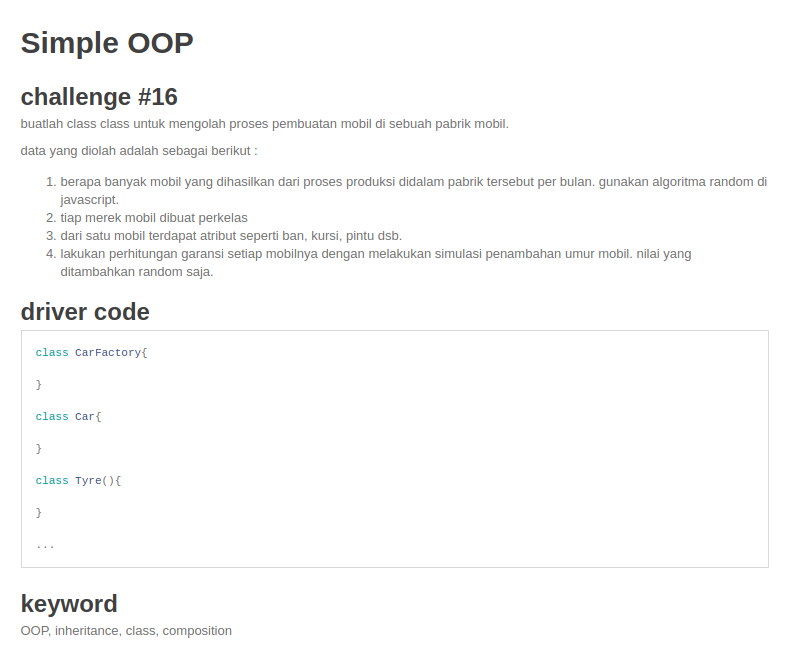 Simple OOP
challenge #16
buatlah class class untuk mengolah proses pembuatan mobil di sebuah pabrik mobil.
data yang diolah adalah sebagai berikut :
1. berapa banyak mobil yang dihasilkan dari proses produksi didalam pabrik tersebut per bulan. gunakan algoritma random di
javascript.
2. tiap merek mobil dibuat perkelas
3. dari satu mobil terdapat atribut seperti ban, kursi, pintu dsb.
4. lakukan perhitungan garansi setiap mobilnya dengan melakukan simulasi penambahan umur mobil. nilai yang
ditambahkan random saja.
driver code
class CarFactory{
}
class Car{
}
class Tyre(){
}
...
keyword
OOP, inheritance, class, composition